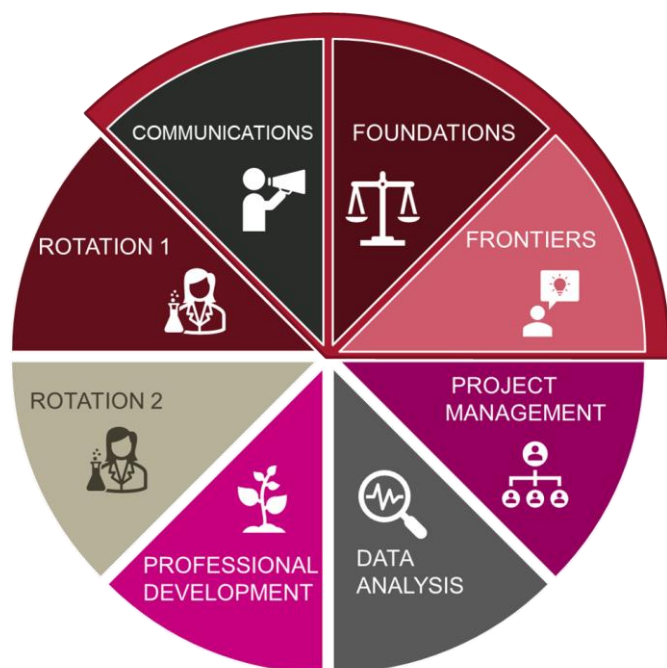 COMMUNICATIONS
FOUNDATIONS
FRONTIERS
ROTATION 1
ROTATION 2
PROJECT
MANAGEMENT
PROFESSIONAL
DEVELOPMENT
DATA
ANALYSIS